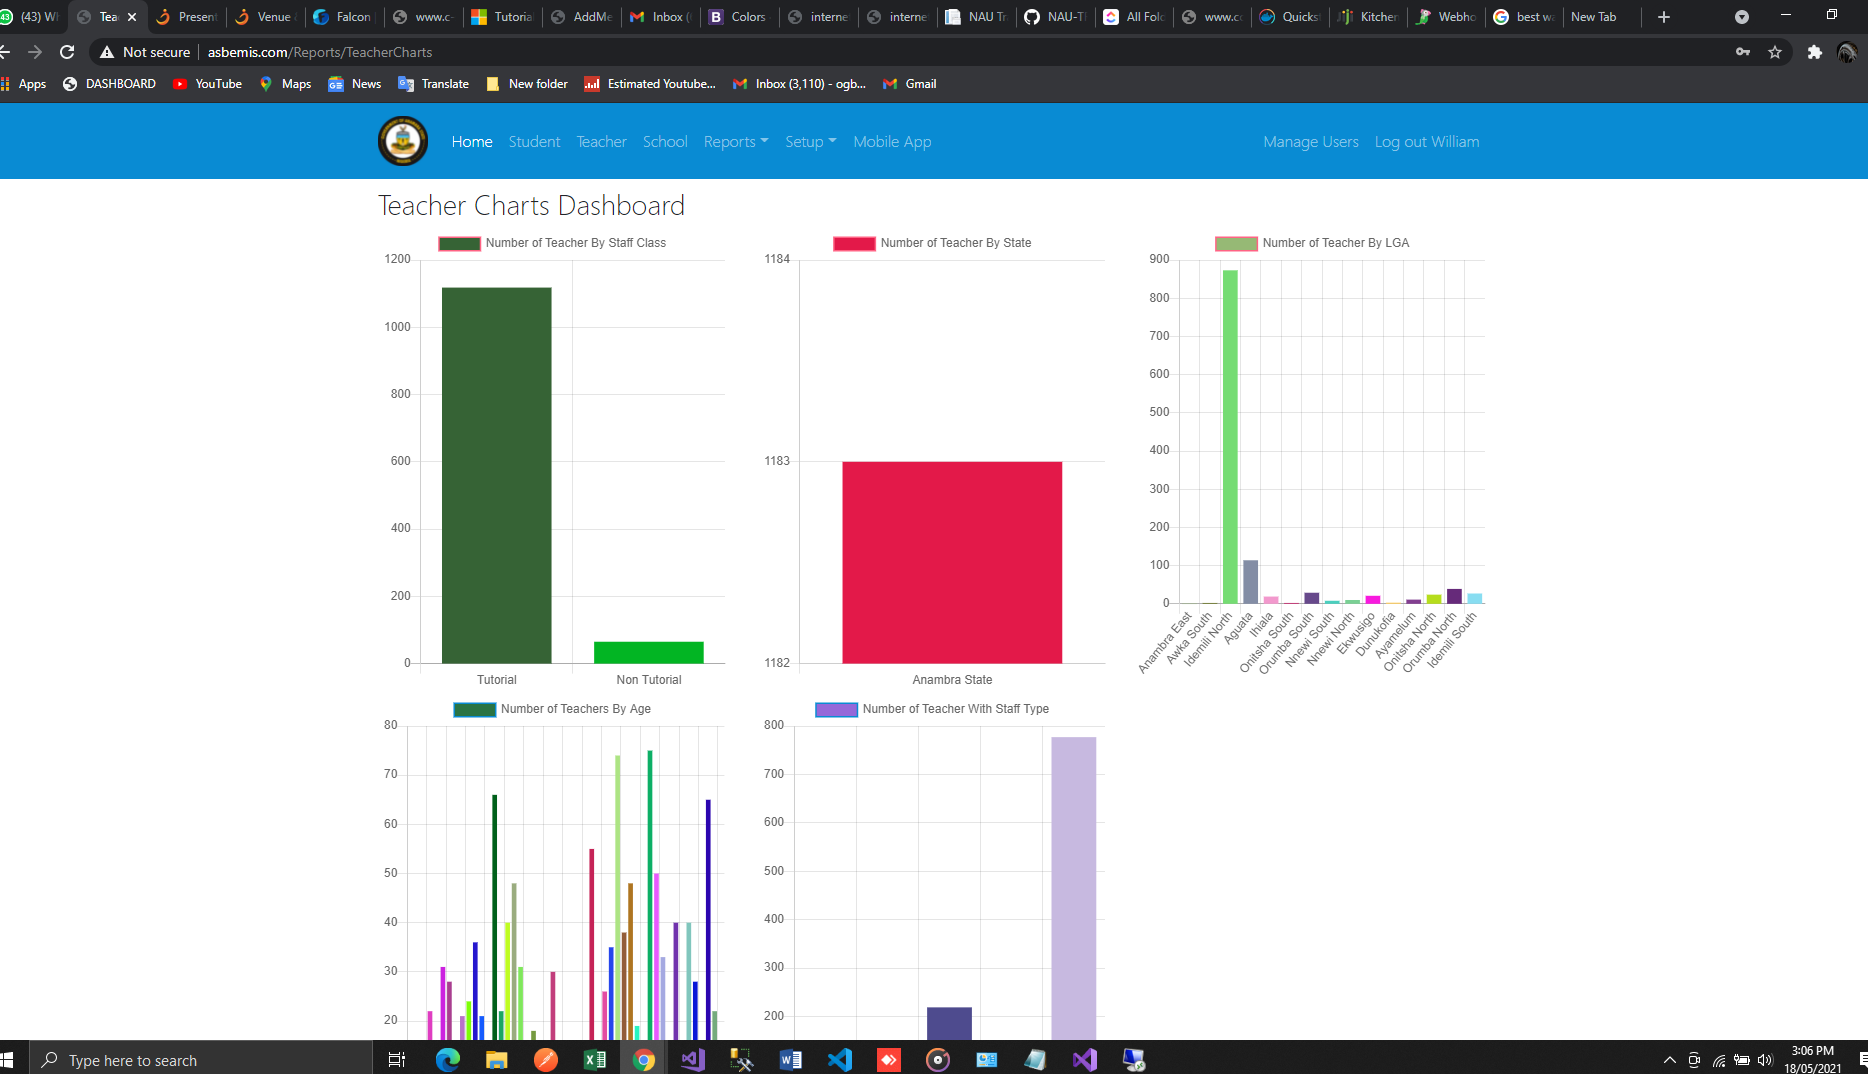 (43) W
Tea
Present
Venue &
Falcon
www.c-
Tutoria
AddMe
Inbox (
Colors
interne
interne
NAU Tr
NAU-TI
All Fold
www.cc
Quickst
Kitchen
Webho
best wa
New Tab
Not secure
asbemis.com/Reports/TeacherCharts
Apps
DASHBOARD
YouTube
Maps
News
Translate
New folder
Estimated Youtube...
Inbox (3,110) - ogb...
Gmail
Home
Student
Teacher
School
Reports
Setup
Mobile App
Manage Users
Log out William
Teacher Charts Dashboard
Number of Teacher By Staff Class
1200
1000
800
600
400
200
0
Tutorial
Non Tutorial
Number of Teacher By State
1184
1183
1182
Anambra State
Number of Teacher By LGA
900
800
700
600
500
400
300
200
100
0
Anambra East
Awka South
Idemili North
Aguata
Ihiala
Onitsha South
Orumba South
Nnewi South
Nnewi North
Ekwusigo
Dunukofia
Ayamelum
Onitsha North
Orumba North
Idemili South
Number of Teachers By Age
80
70
60
50
40
30
20
Number of Teacher With Staff Type
800
700
600
500
400
300
200
Type here to search
3:06 PM
18/05/2021